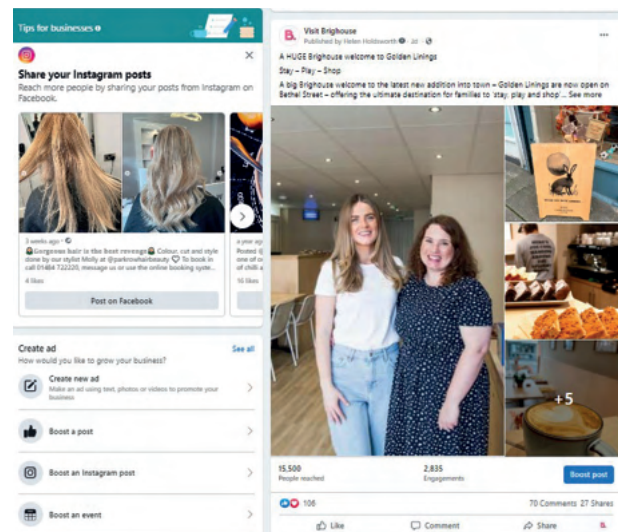 Tips for businesses
Share your Instagram posts
Reach more people by sharing your posts from Instagram on
Facebook.
3 weeks ago
Gorgeous hair is the best revenge Colour, cut and style
done by our stylist Molly at @parkrowhairbeauty To book in
call 01484 722220, message us or use the online booking syste...
4 likes
Post on Facebook
a year ago
Posted
one of o
of chilli a
16 likes
Create ad
See all
How would you like to grow your business?
Create new ad
Make an ad using text, photos or videos to promote your
business
Boost a post
Boost an Instagram post
Boost an event
B.
Visit Brighouse
Published by Helen Holdsworth · 3d ·
A HUGE Brighouse welcome to Golden Linings
Stay – Play – Shop
A big Brighouse welcome to the latest new addition into town – Golden Linings are now open on
Bethel Street – offering the ultimate destination for families to 'stay, play and shop'... See more
+5
15,500
People reached
2,835
Engagements
Boost post
106
70 Comments 27 Shares
Like
Comment
Share
B.